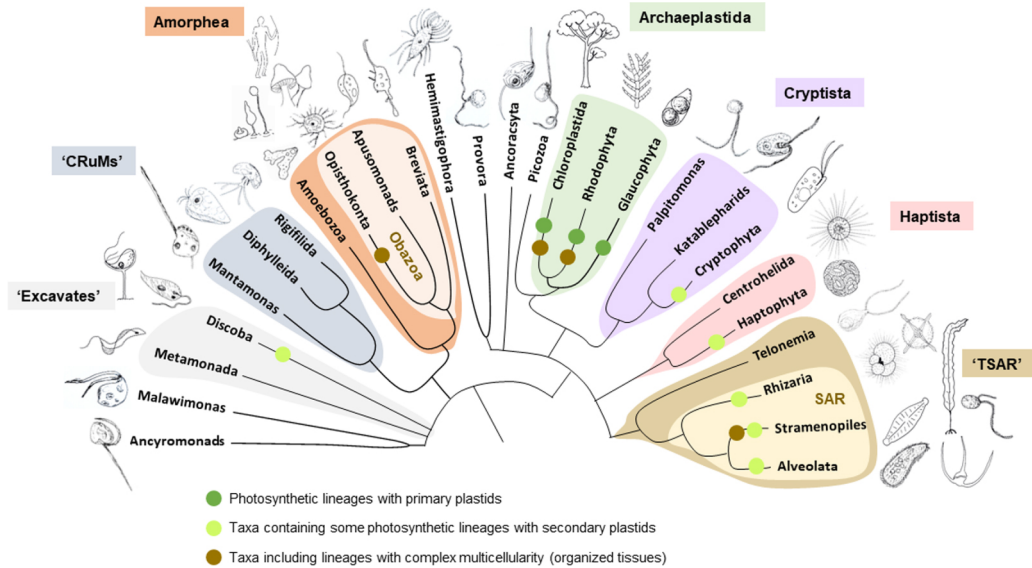 Amorphea
Archaeplastida
Cryptista
'CRuMs'
Haptista
'Excavates'
'TSAR'
Ancyromonads
Malawimonas
Metamonada
Discoba
Mantamonas
Diphylleida
Rigifilida
Amoebozoa
Opisthokonta
Apusomonads
Breviata
Obazoa
Hemimastigophora
Provora
Ancoracsyta
Picozoa
Chloroplastida
Rhodophyta
Glaucophyta
Palpitomonas
Katablepharids
Cryptophyta
Centrohelida
Haptophyta
Telonemia
Rhizaria
SAR
Stramenopiles
Alveolata
Photosynthetic lineages with primary plastids
Taxa containing some photosynthetic lineages with secondary plastids
Taxa including lineages with complex multicellularity (organized tissues)